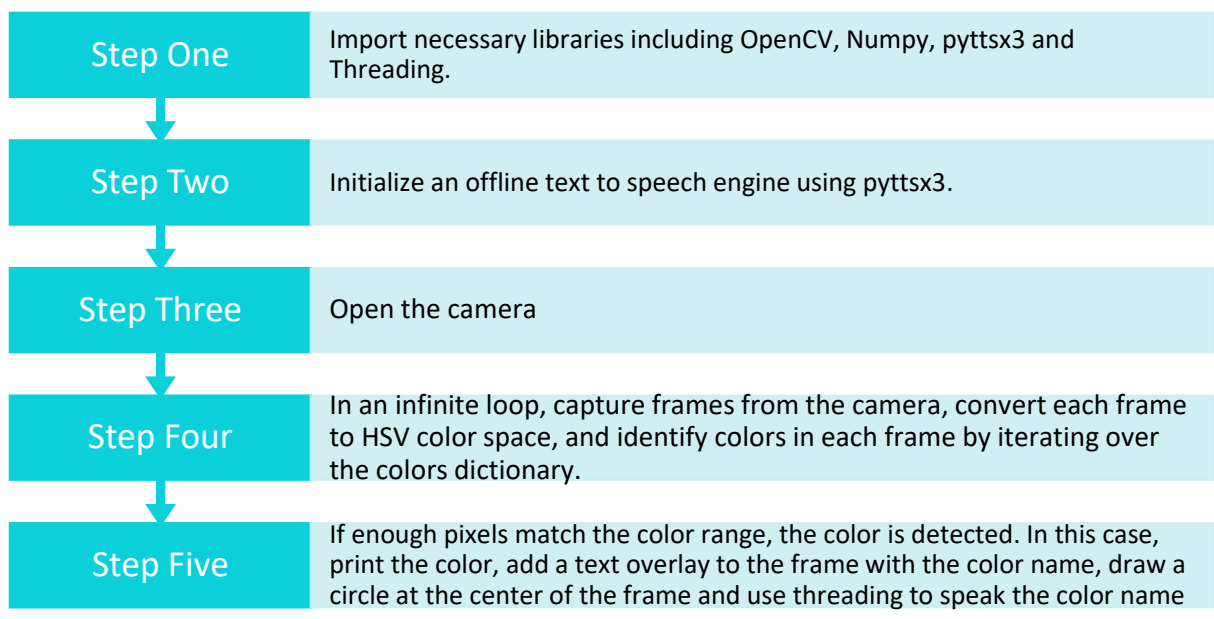 Step One
Import necessary libraries including OpenCV, Numpy, pyttsx3 and
Threading.
Step Two
Initialize an offline text to speech engine using pyttsx3.
Step Three
Open the camera
Step Four
In an infinite loop, capture frames from the camera, convert each frame
to HSV color space, and identify colors in each frame by iterating over
the colors dictionary.
Step Five
If enough pixels match the color range, the color is detected. In this case,
print the color, add a text overlay to the frame with the color name, draw a
circle at the center of the frame and use threading to speak the color name